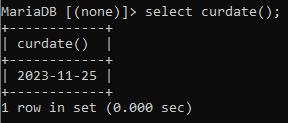 MariaDB [(none)]> select curdate();
+------------+
| curdate()  |
+------------+
| 2023-11-25 |
+------------+
1 row in set (0.000 sec)